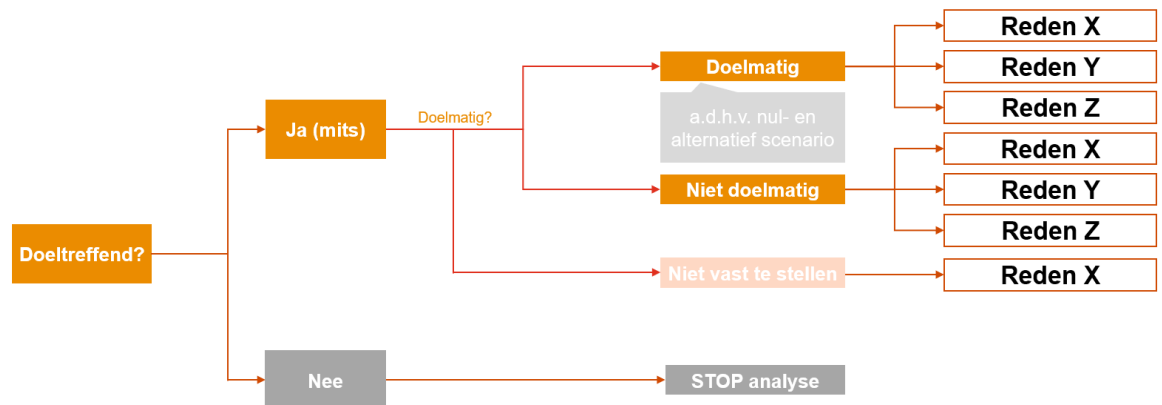 Doeltreffend?
Ja (mits)
Doelmatig?
Doelmatig
a.d.h.v. nul- en
alternatief scenario
Reden X
Reden Y
Reden Z
Niet doelmatig
Reden X
Reden Y
Reden Z
Niet vast te stellen
Reden X
Nee
STOP analyse